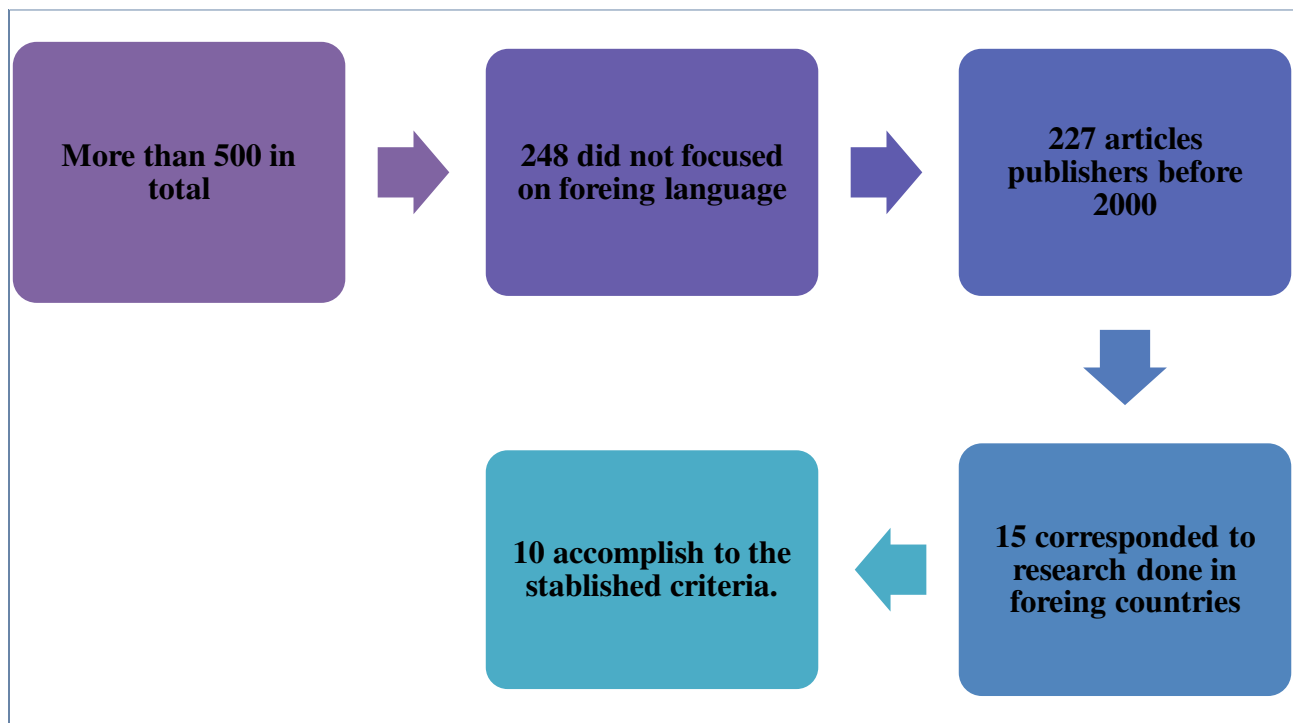 More than 500 in
total
248 did not focused
on foreing language
227 articles
publishers before
2000
15 corresponded to
research done in
foreing countries
10 accomplish to the
stablished criteria.